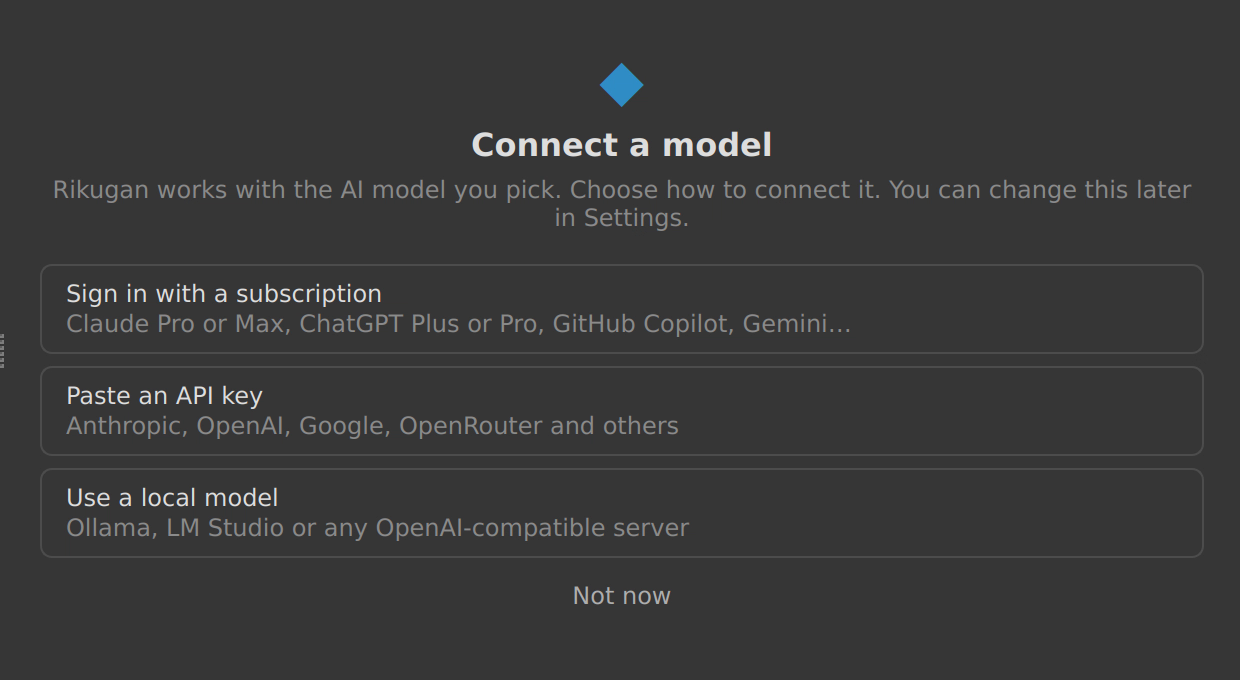 Connect a model
Rikugan works with the AI model you pick. Choose how to connect it. You can change this later
in Settings.
Sign in with a subscription
Claude Pro or Max, ChatGPT Plus or Pro, GitHub Copilot, Gemini…
Paste an API key
Anthropic, OpenAI, Google, OpenRouter and others
Use a local model
Ollama, LM Studio or any OpenAI-compatible server
Not now